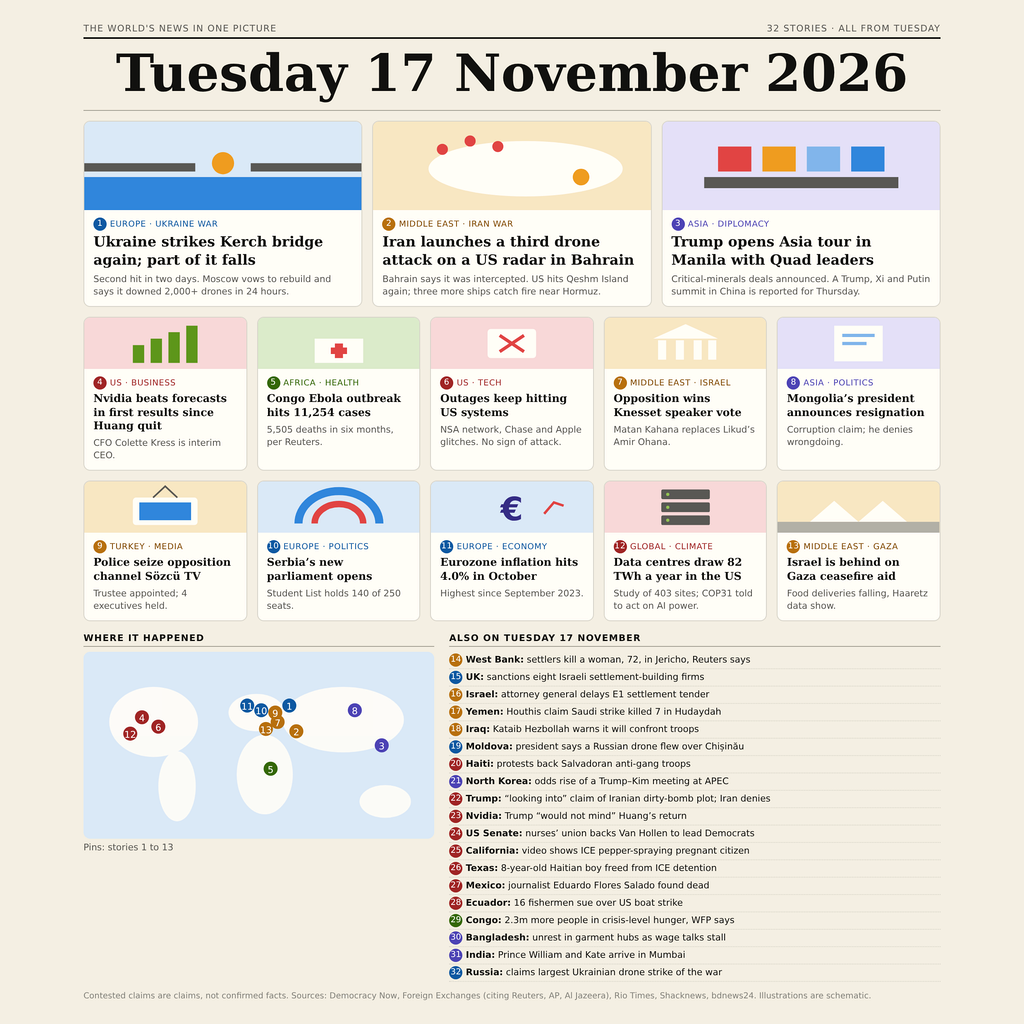 THE WORLD'S NEWS IN ONE PICTURE
32 STORIES · ALL FROM TUESDAY
Tuesday 17 November 2026
1 EUROPE · UKRAINE WAR
Ukraine strikes Kerch bridge
again; part of it falls
Second hit in two days. Moscow vows to rebuild and
says it downed 2,000+ drones in 24 hours.
2 MIDDLE EAST · IRAN WAR
Iran launches a third drone
attack on a US radar in Bahrain
Bahrain says it was intercepted. US hits Qeshm Island
again; three more ships catch fire near Hormuz.
3 ASIA · DIPLOMACY
Trump opens Asia tour in
Manila with Quad leaders
Critical-minerals deals announced. A Trump, Xi and Putin
summit in China is reported for Thursday.
4 US · BUSINESS
Nvidia beats forecasts
in first results since
Huang quit
CFO Colette Kress is interim
CEO.
5 AFRICA · HEALTH
Congo Ebola outbreak
hits 11,254 cases
5,505 deaths in six months,
per Reuters.
6 US · TECH
Outages keep hitting
US systems
NSA network, Chase and Apple
glitches. No sign of attack.
7 MIDDLE EAST · ISRAEL
Opposition wins
Knesset speaker vote
Matan Kahana replaces Likud’s
Amir Ohana.
8 ASIA · POLITICS
Mongolia’s president
announces resignation
Corruption claim; he denies
wrongdoing.
9 TURKEY · MEDIA
Police seize opposition
channel Sözcü TV
Trustee appointed; 4
executives held.
10 EUROPE · POLITICS
Serbia’s new
parliament opens
Student List holds 140 of 250
seats.
€
11 EUROPE · ECONOMY
Eurozone inflation hits
4.0% in October
Highest since September 2023.
12 GLOBAL · CLIMATE
Data centres draw 82
TWh a year in the US
Study of 403 sites; COP31 told
to act on AI power.
13 MIDDLE EAST · GAZA
Israel is behind on
Gaza ceasefire aid
Food deliveries falling, Haaretz
data show.
WHERE IT HAPPENED
4
12
6
11
10
1
9
7
13
2
8
3
5
Pins: stories 1 to 13
ALSO ON TUESDAY 17 NOVEMBER
14 West Bank: settlers kill a woman, 72, in Jericho, Reuters says
15 UK: sanctions eight Israeli settlement-building firms
16 Israel: attorney general delays E1 settlement tender
17 Yemen: Houthis claim Saudi strike killed 7 in Hudaydah
18 Iraq: Kataib Hezbollah warns it will confront troops
19 Moldova: president says a Russian drone flew over Chișinău
20 Haiti: protests back Salvadoran anti-gang troops
21 North Korea: odds rise of a Trump–Kim meeting at APEC
22 Trump: “looking into” claim of Iranian dirty-bomb plot; Iran denies
23 Nvidia: Trump “would not mind” Huang’s return
24 US Senate: nurses’ union backs Van Hollen to lead Democrats
25 California: video shows ICE pepper-spraying pregnant citizen
26 Texas: 8-year-old Haitian boy freed from ICE detention
27 Mexico: journalist Eduardo Flores Salado found dead
28 Ecuador: 16 fishermen sue over US boat strike
29 Congo: 2.3m more people in crisis-level hunger, WFP says
30 Bangladesh: unrest in garment hubs as wage talks stall
31 India: Prince William and Kate arrive in Mumbai
32 Russia: claims largest Ukrainian drone strike of the war
Contested claims are claims, not confirmed facts. Sources: Democracy Now, Foreign Exchanges (citing Reuters, AP, Al Jazeera), Rio Times, Shacknews, bdnews24. Illustrations are schematic.